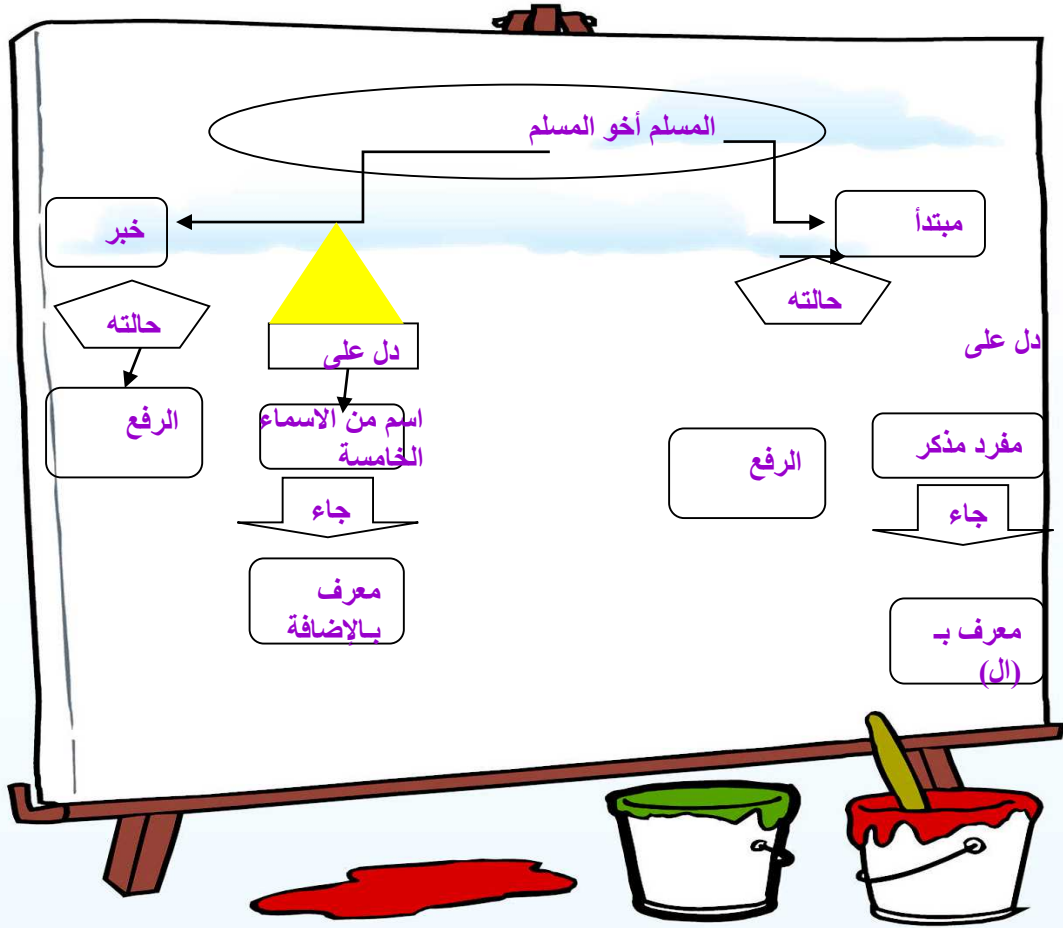 المسلم أخو المسلم
مبتدأ
خبر
حالته
حالته
دل على
دل على
الرفع
اسم من الاسماء
الخامسة
الرفع
مفرد مذكر
جاء
جاء
معرف
بالإضافة
معرف بـ
(ال)